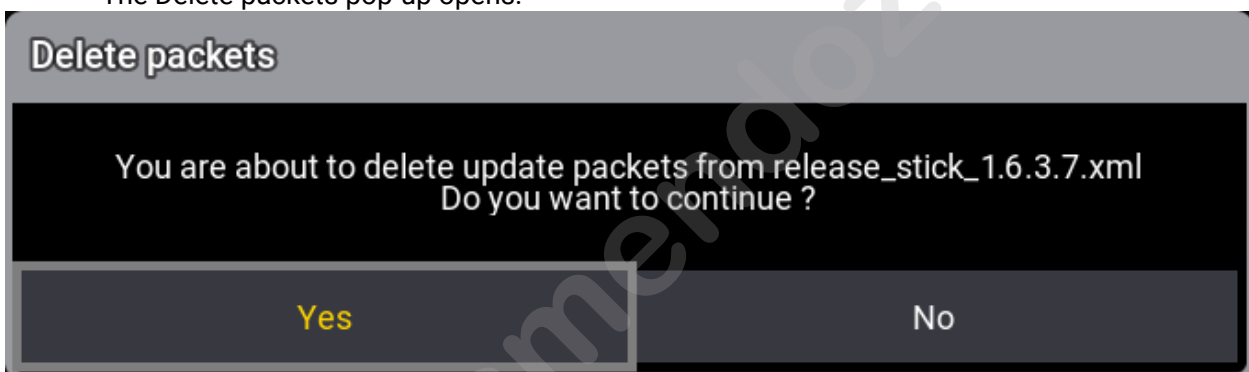 The Delete packets pop-up opens.
Delete packets
You are about to delete update packets from release_stick_1.6.3.7.xml
Do you want to continue ?
Yes
No